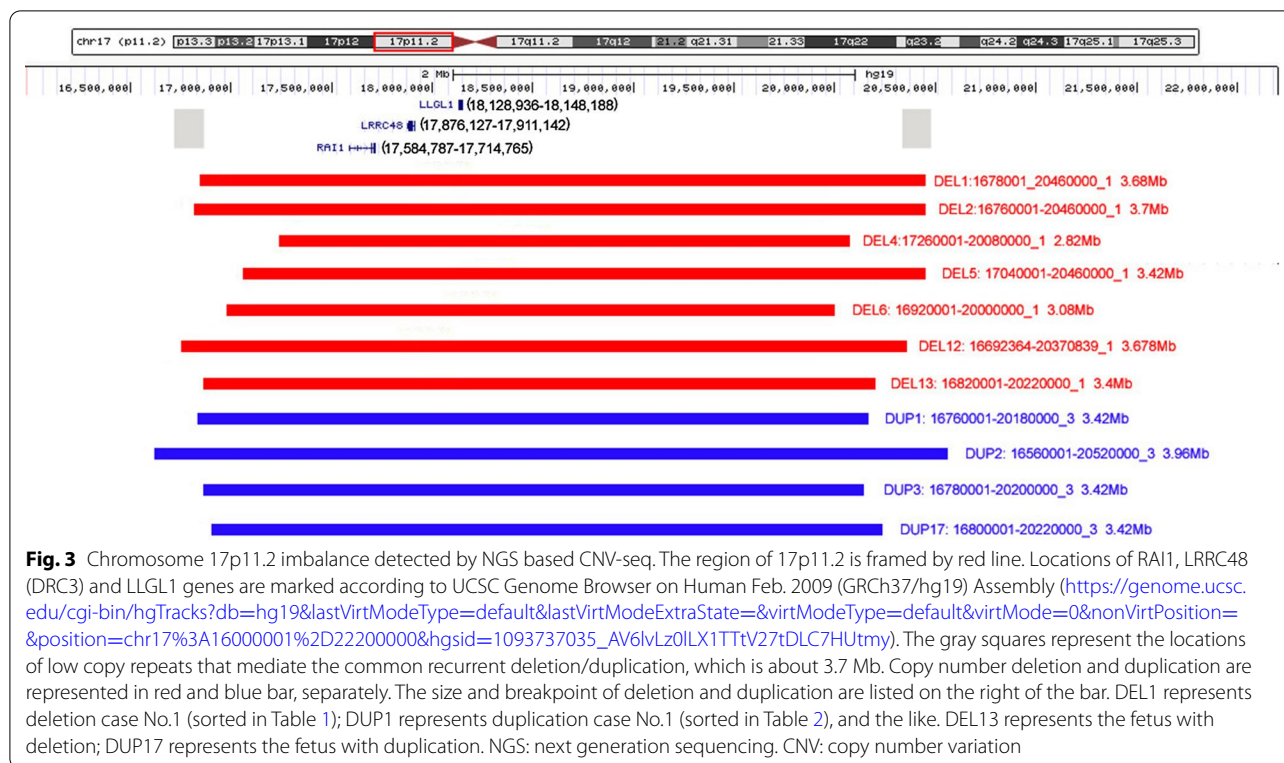 chr17 (p11.2) p13.3 p13.2 17p13.1 17p12 17p11.2 17q11.2 17q12 21.2 q21.31 21.33 17q22 q23.2 q24.2 q24.3 17q25.1 17q25.3
2 Mb hg19
16,500,000| 17,000,000| 17,500,000| 18,000,000| 18,500,000| 19,000,000| 19,500,000| 20,000,000| 20,500,000| 21,000,000| 21,500,000| 22,000,000|
LLGL1 (18,128,936-18,148,188)
LRRC48 (17,876,127-17,911,142)
RAI1 (17,584,787-17,714,765)
DEL1:1678001_20460000_1 3.68Mb
DEL2:16760001-20460000_1 3.7Mb
DEL4:17260001-20080000_1 2.82Mb
DEL5: 17040001-20460000_1 3.42Mb
DEL6: 16920001-20000000_1 3.08Mb
DEL12: 16692364-20370839_1 3.678Mb
DEL13: 16820001-20220000_1 3.4Mb
DUP1: 16760001-20180000_3 3.42Mb
DUP2: 16560001-20520000_3 3.96Mb
DUP3: 16780001-20200000_3 3.42Mb
DUP17: 16800001-20220000_3 3.42Mb
Fig. 3 Chromosome 17p11.2 imbalance detected by NGS based CNV-seq. The region of 17p11.2 is framed by red line. Locations of RAI1, LRRC48
(DRC3) and LLGL1 genes are marked according to UCSC Genome Browser on Human Feb. 2009 (GRCh37/hg19) Assembly (https://genome.ucsc.
edu/cgi-bin/hgTracks?db=hg19&lastVirtModeType=default&lastVirtModeExtraState=&virtModeType=default&virtMode=0&nonVirtPosition=
&position=chr17%3A16000001%2D22200000&hgsid=1093737035_AV6lvLz0ILX1TTtV27tDLC7HUtmy). The gray squares represent the locations
of low copy repeats that mediate the common recurrent deletion/duplication, which is about 3.7 Mb. Copy number deletion and duplication are
represented in red and blue bar, separately. The size and breakpoint of deletion and duplication are listed on the right of the bar. DEL1 represents
deletion case No.1 (sorted in Table 1); DUP1 represents duplication case No.1 (sorted in Table 2), and the like. DEL13 represents the fetus with
deletion; DUP17 represents the fetus with duplication. NGS: next generation sequencing. CNV: copy number variation